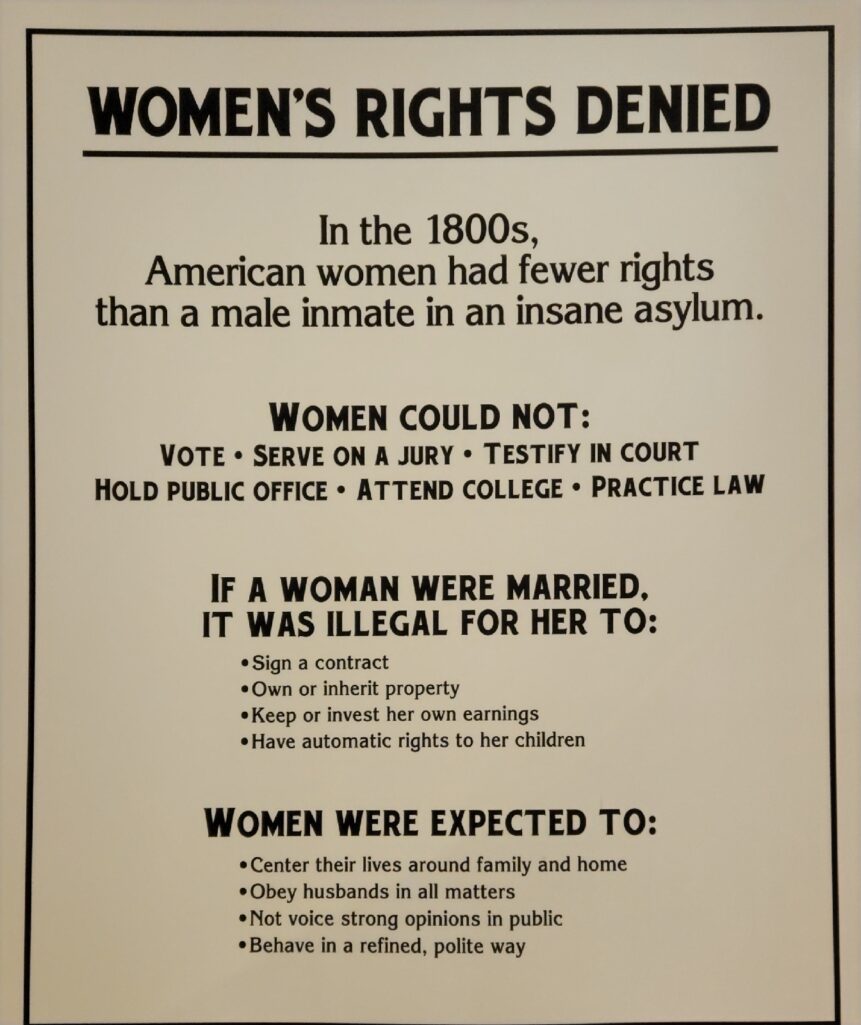 WOMEN'S RIGHTS DENIED
In the 1800s,
American women had fewer rights
than a male inmate in an insane asylum.
WOMEN COULD NOT:
VOTE • SERVE ON A JURY • TESTIFY IN COURT
HOLD PUBLIC OFFICE • ATTEND COLLEGE • PRACTICE LAW
IF A WOMAN WERE MARRIED,
IT WAS ILLEGAL FOR HER TO:
•Sign a contract
•Own or inherit property
•Keep or invest her own earnings
•Have automatic rights to her children
WOMEN WERE EXPECTED TO:
•Center their lives around family and home
•Obey husbands in all matters
•Not voice strong opinions in public
•Behave in a refined, polite way